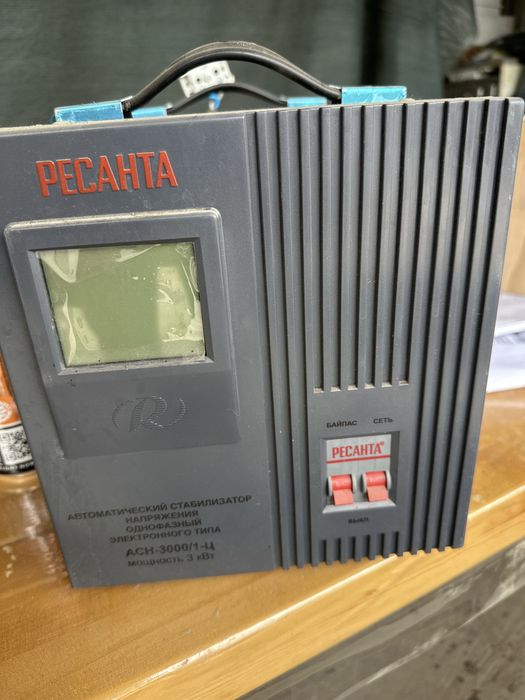 РЕСАНТА
БАЙПАС СЕТЬ
РЕСАНТА®
ВЫКЛ
АВТОМАТИЧЕСКИЙ СТАБИЛИЗАТОР
НАПРЯЖЕНИЯ
ОДНОФАЗНЫЙ
ЭЛЕКТРОННОГО ТИПА
АСН-3000/1-Ц
МОЩНОСТЬ 3 кВт